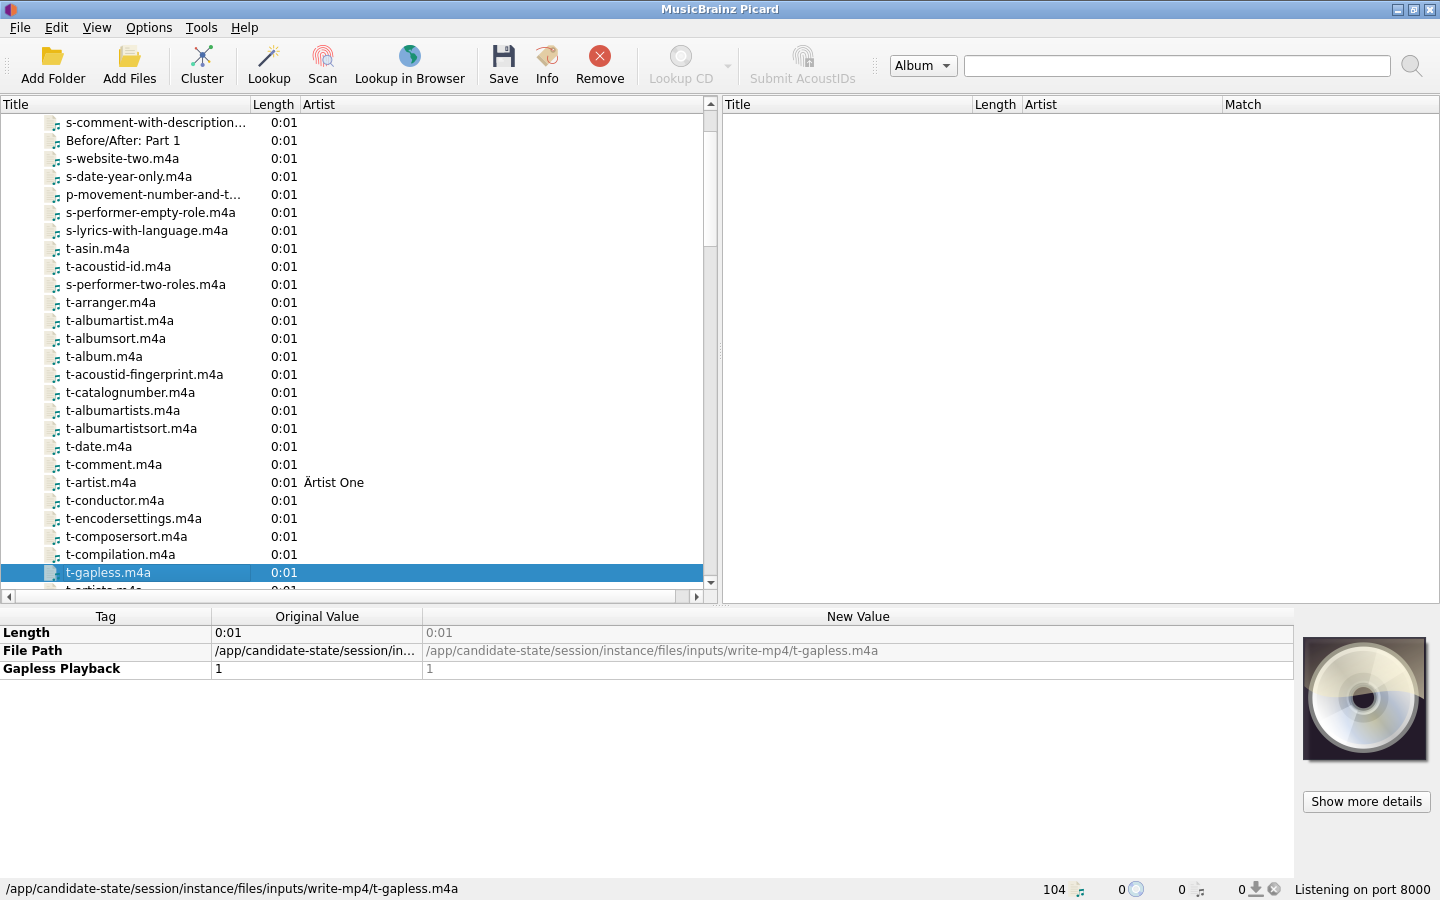 MusicBrainz Picard
File Edit View Options Tools Help
Add Folder Add Files Cluster Lookup Scan Lookup in Browser Save Info Remove Lookup CD Submit AcoustIDs Album
Title Length Artist
s-comment-with-description... 0:01
Before/After: Part 1 0:01
s-website-two.m4a 0:01
s-date-year-only.m4a 0:01
p-movement-number-and-t... 0:01
s-performer-empty-role.m4a 0:01
s-lyrics-with-language.m4a 0:01
t-asin.m4a 0:01
t-acoustid-id.m4a 0:01
s-performer-two-roles.m4a 0:01
t-arranger.m4a 0:01
t-albumartist.m4a 0:01
t-albumsort.m4a 0:01
t-album.m4a 0:01
t-acoustid-fingerprint.m4a 0:01
t-catalognumber.m4a 0:01
t-albumartists.m4a 0:01
t-albumartistsort.m4a 0:01
t-date.m4a 0:01
t-comment.m4a 0:01
t-artist.m4a 0:01 Ärtist One
t-conductor.m4a 0:01
t-encodersettings.m4a 0:01
t-composersort.m4a 0:01
t-compilation.m4a 0:01
t-gapless.m4a 0:01
t-artists.m4a 0:01
Title Length Artist Match
Tag Original Value New Value
Length 0:01 0:01
File Path /app/candidate-state/session/in... /app/candidate-state/session/instance/files/inputs/write-mp4/t-gapless.m4a
Gapless Playback 1 1
Show more details
/app/candidate-state/session/instance/files/inputs/write-mp4/t-gapless.m4a 104 0 0 0 Listening on port 8000